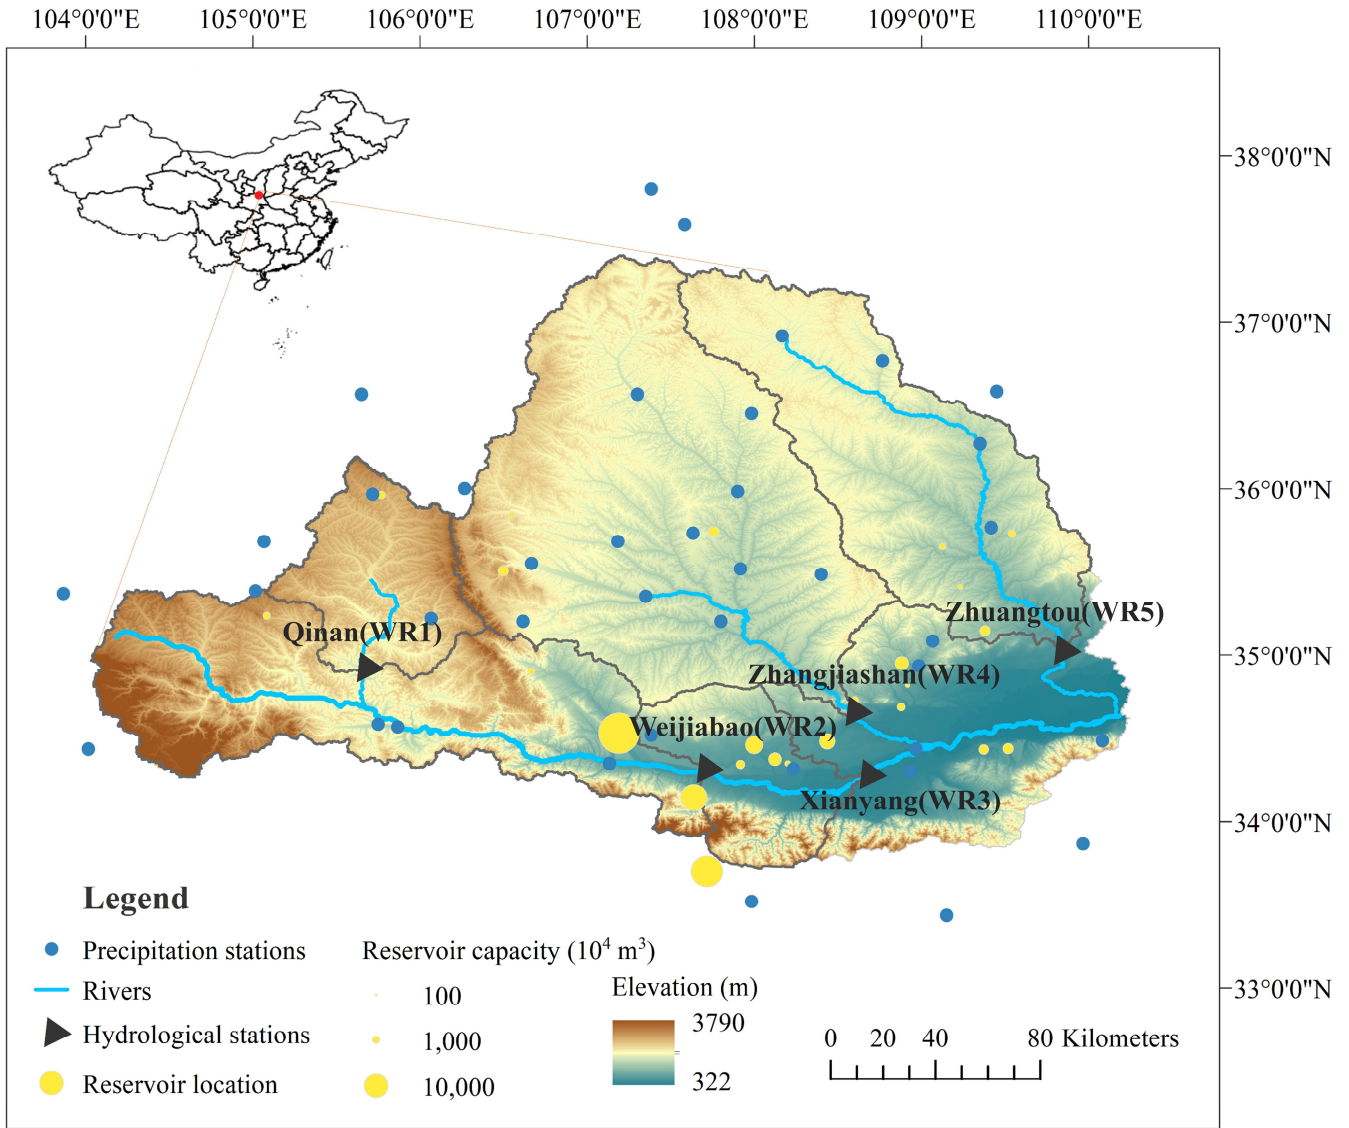 104°0'0"E 105°0'0"E 106°0'0"E 107°0'0"E 108°0'0"E 109°0'0"E 110°0'0"E
38°0'0"N
37°0'0"N
36°0'0"N
35°0'0"N
34°0'0"N
33°0'0"N
Qinan(WR1)
Zhuangtou(WR5)
Zhangjiashan(WR4)
Weijiabao(WR2)
Xianyang(WR3)
Legend
Precipitation stations
Rivers
Hydrological stations
Reservoir location
Reservoir capacity (10⁴ m³)
100
1,000
10,000
Elevation (m)
3790
322
0 20 40 80 Kilometers